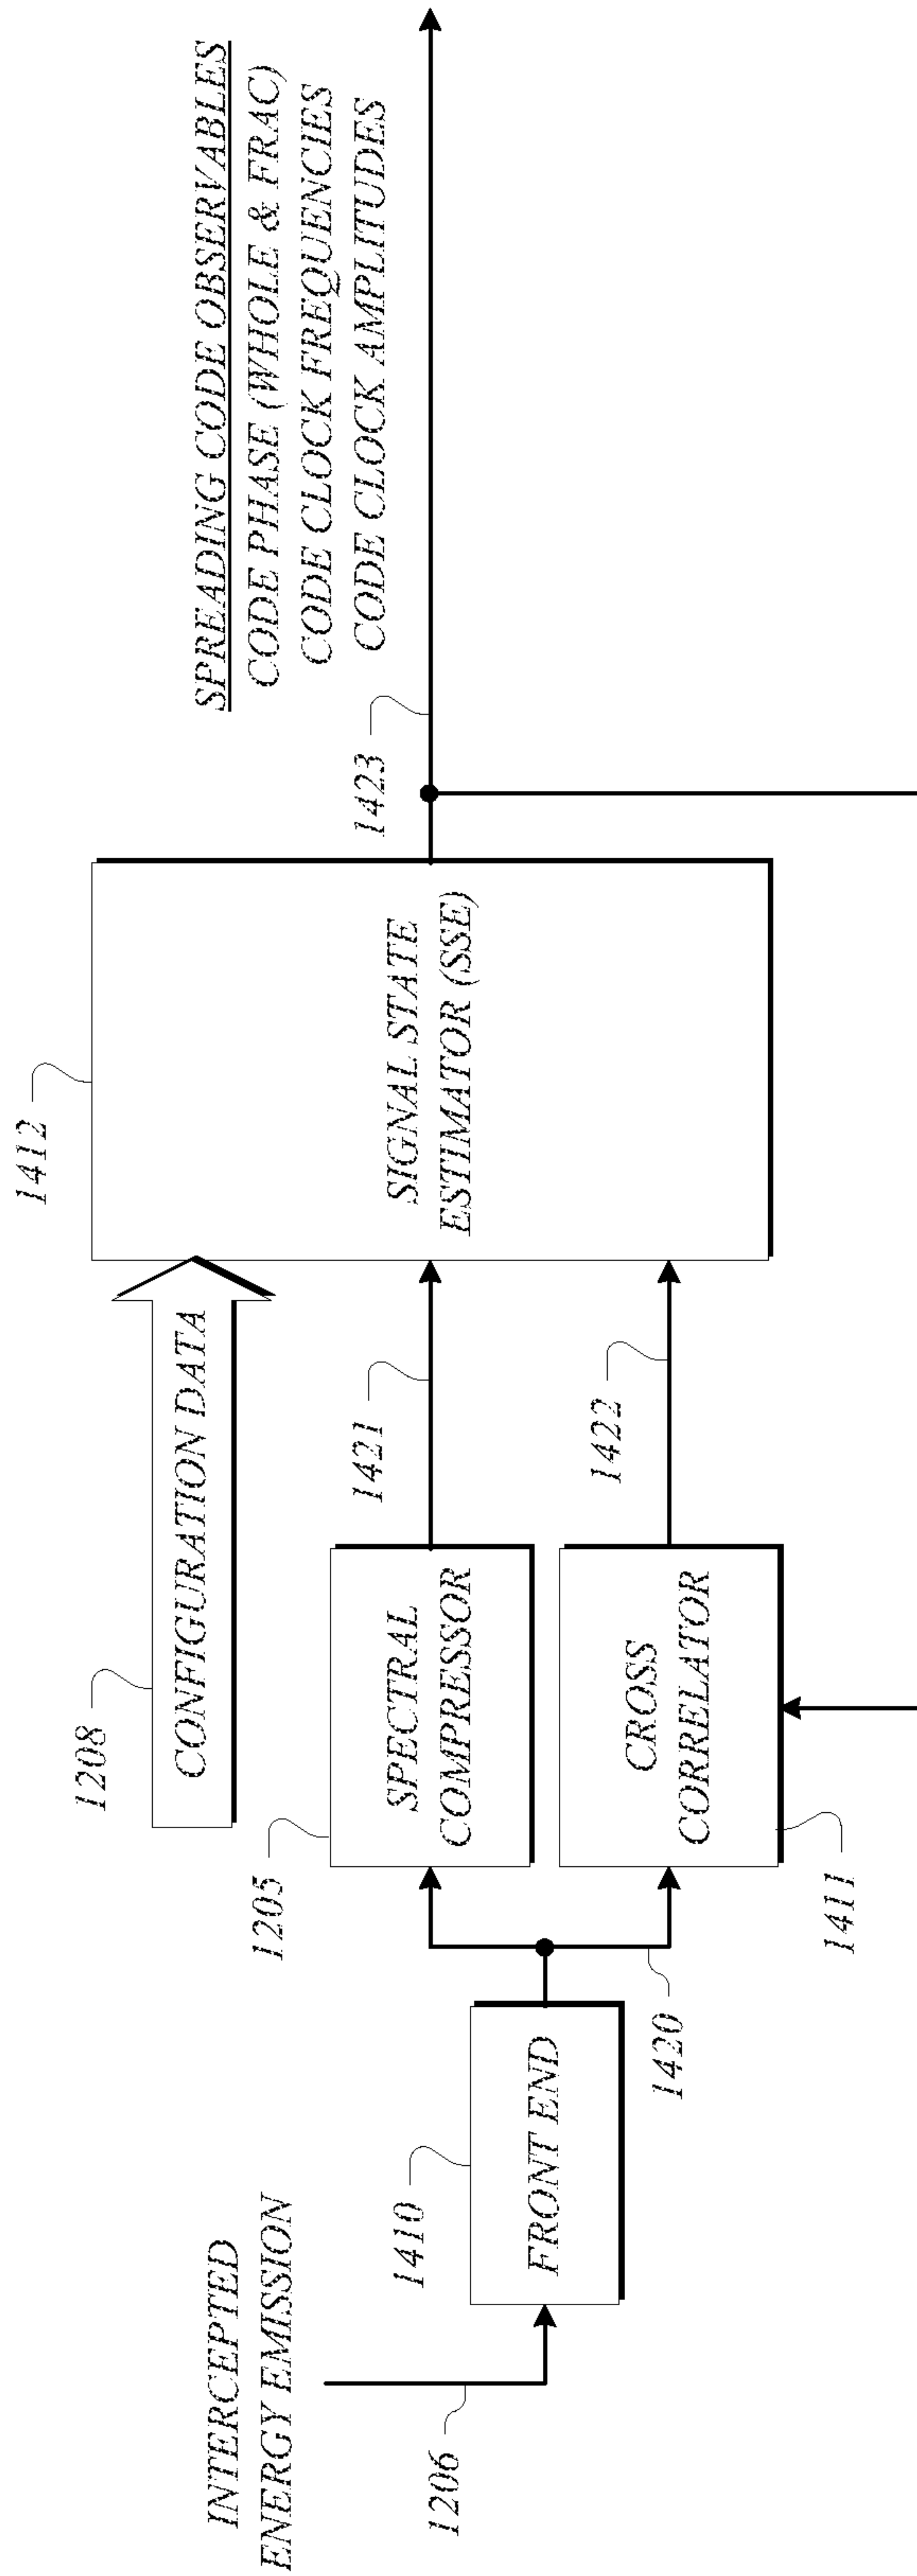 INTERCEPTED
ENERGY EMISSION
1206
1410
FRONT END
1420
1208
CONFIGURATION DATA
1205
SPECTRAL
COMPRESSOR
CROSS
CORRELATOR
1411
1421
1422
1412
SIGNAL STATE
ESTIMATOR (SSE)
1423
SPREADING CODE OBSERVABLES
CODE PHASE (WHOLE & FRAC)
CODE CLOCK FREQUENCIES
CODE CLOCK AMPLITUDES